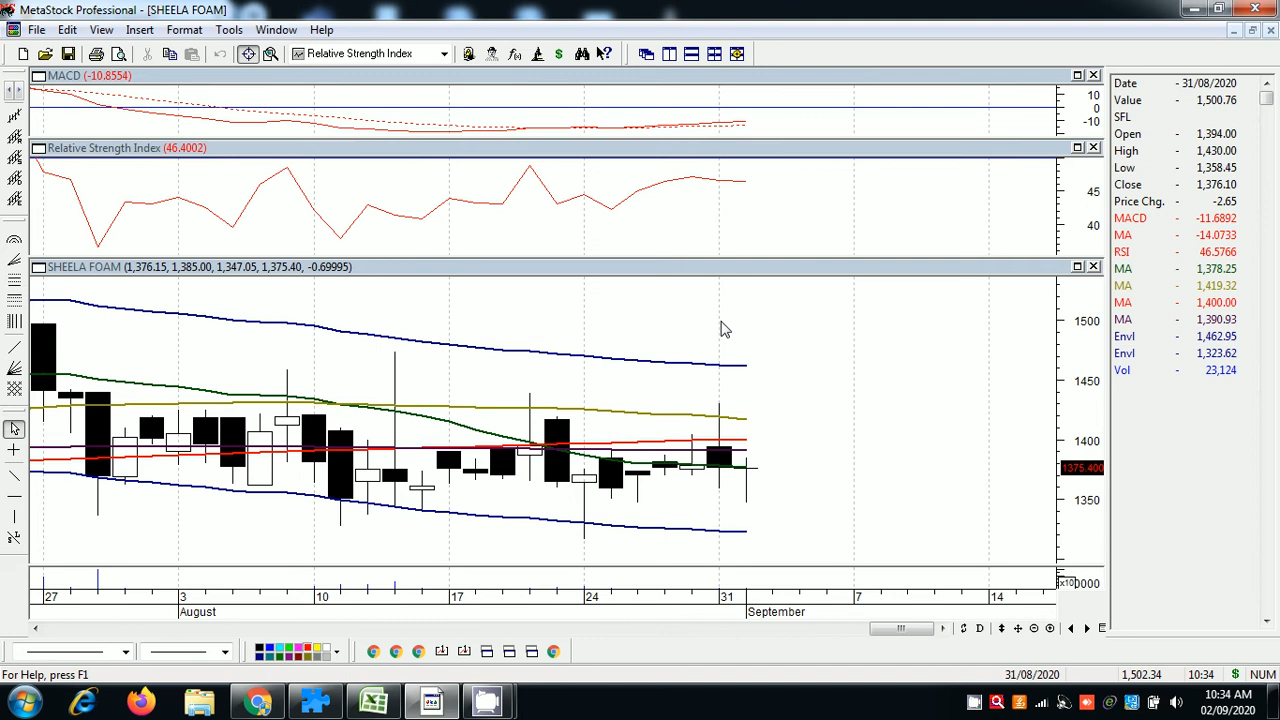 MetaStock Professional - [SHEELA FOAM]
File Edit View Insert Format Tools Window Help
Relative Strength Index
MACD (-10.8554)
10
0
-10
Relative Strength Index (46.4002)
45
40
SHEELA FOAM (1,376.15, 1,385.00, 1,347.05, 1,375.40, -0.69995)
1500
1450
1400
1375.400
1350
x10
0000
27 3 10 17 24 31 7 14
August September
Date - 31/08/2020
Value - 1,500.76
SFL
Open - 1,394.00
High - 1,430.00
Low - 1,358.45
Close - 1,376.10
Price Chg. - -2.65
MACD - -11.6892
MA - -14.0733
RSI - 46.5766
MA - 1,378.25
MA - 1,419.32
MA - 1,400.00
MA - 1,390.93
Envl - 1,462.95
Envl - 1,323.62
Vol - 23,124
D
For Help, press F1
31/08/2020 1,502.34 10:34 $ NUM
10:34 AM
02/09/2020